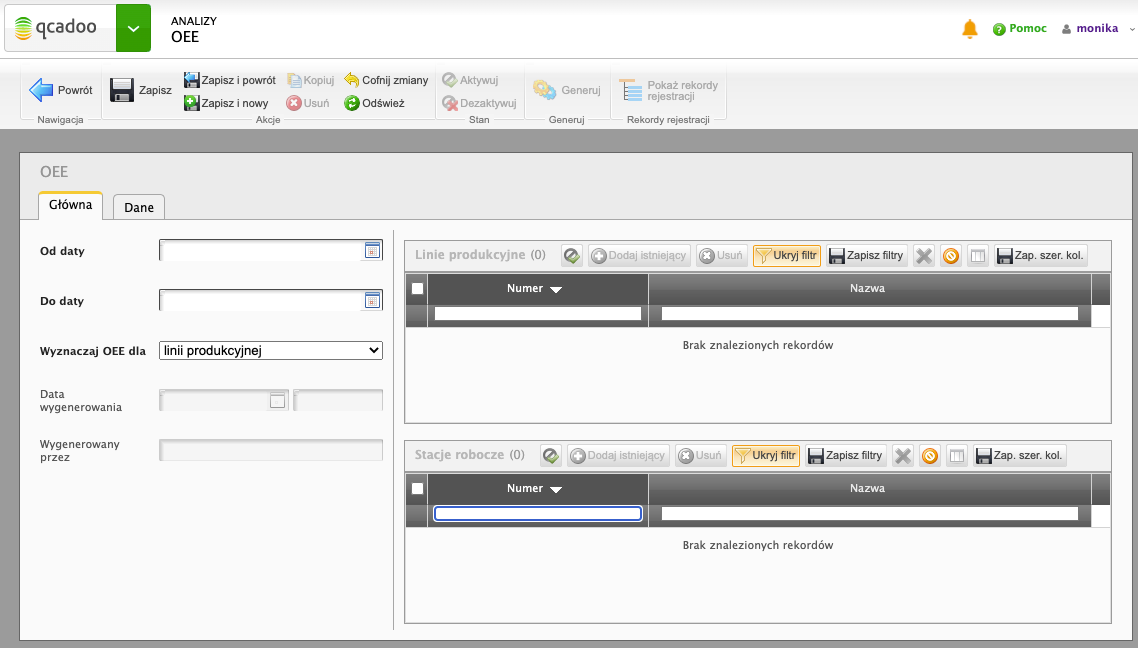 qcadoo
ANALIZY
OEE
Pomoc
monika
Powrót
Nawigacja
Zapisz
Zapisz i powrót
Kopiuj
Cofnij zmiany
Zapisz i nowy
Usuń
Odśwież
Akcje
Aktywuj
Dezaktywuj
Stan
Generuj
Generuj
Pokaż rekordy
rejestracji
Rekordy rejestracji
OEE
Główna
Dane
Od daty
Do daty
Wyznaczaj OEE dla
linii produkcyjnej
Data
wygenerowania
Wygenerowany
przez
Linie produkcyjne (0)
Dodaj istniejący
Usuń
Ukryj filtr
Zapisz filtry
Zap. szer. kol.
Numer
Nazwa
Brak znalezionych rekordów
Stacje robocze (0)
Dodaj istniejący
Usuń
Ukryj filtr
Zapisz filtry
Zap. szer. kol.
Numer
Nazwa
Brak znalezionych rekordów